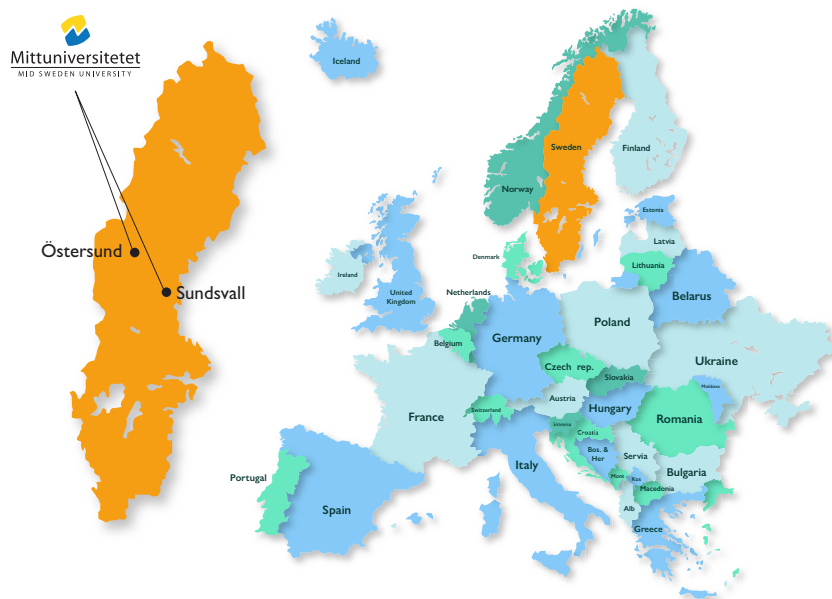 Mittuniversitetet
MID SWEDEN UNIVERSITY
Östersund
Sundsvall
Iceland
Sweden
Finland
Norway
Estonia
Latvia
Denmark
Lithuania
Ireland
United
Kingdom
Netherlands
Belarus
Poland
Germany
Belgium
Ukraine
Czech rep.
Slovakia
Moldova
Austria
France
Switzerland
Hungary
Romania
Slovenia
Croatia
Italy
Bos. &
Her
Servia
Bulgaria
Portugal
Mont
Kos
Macedonia
Spain
Alb
Greece